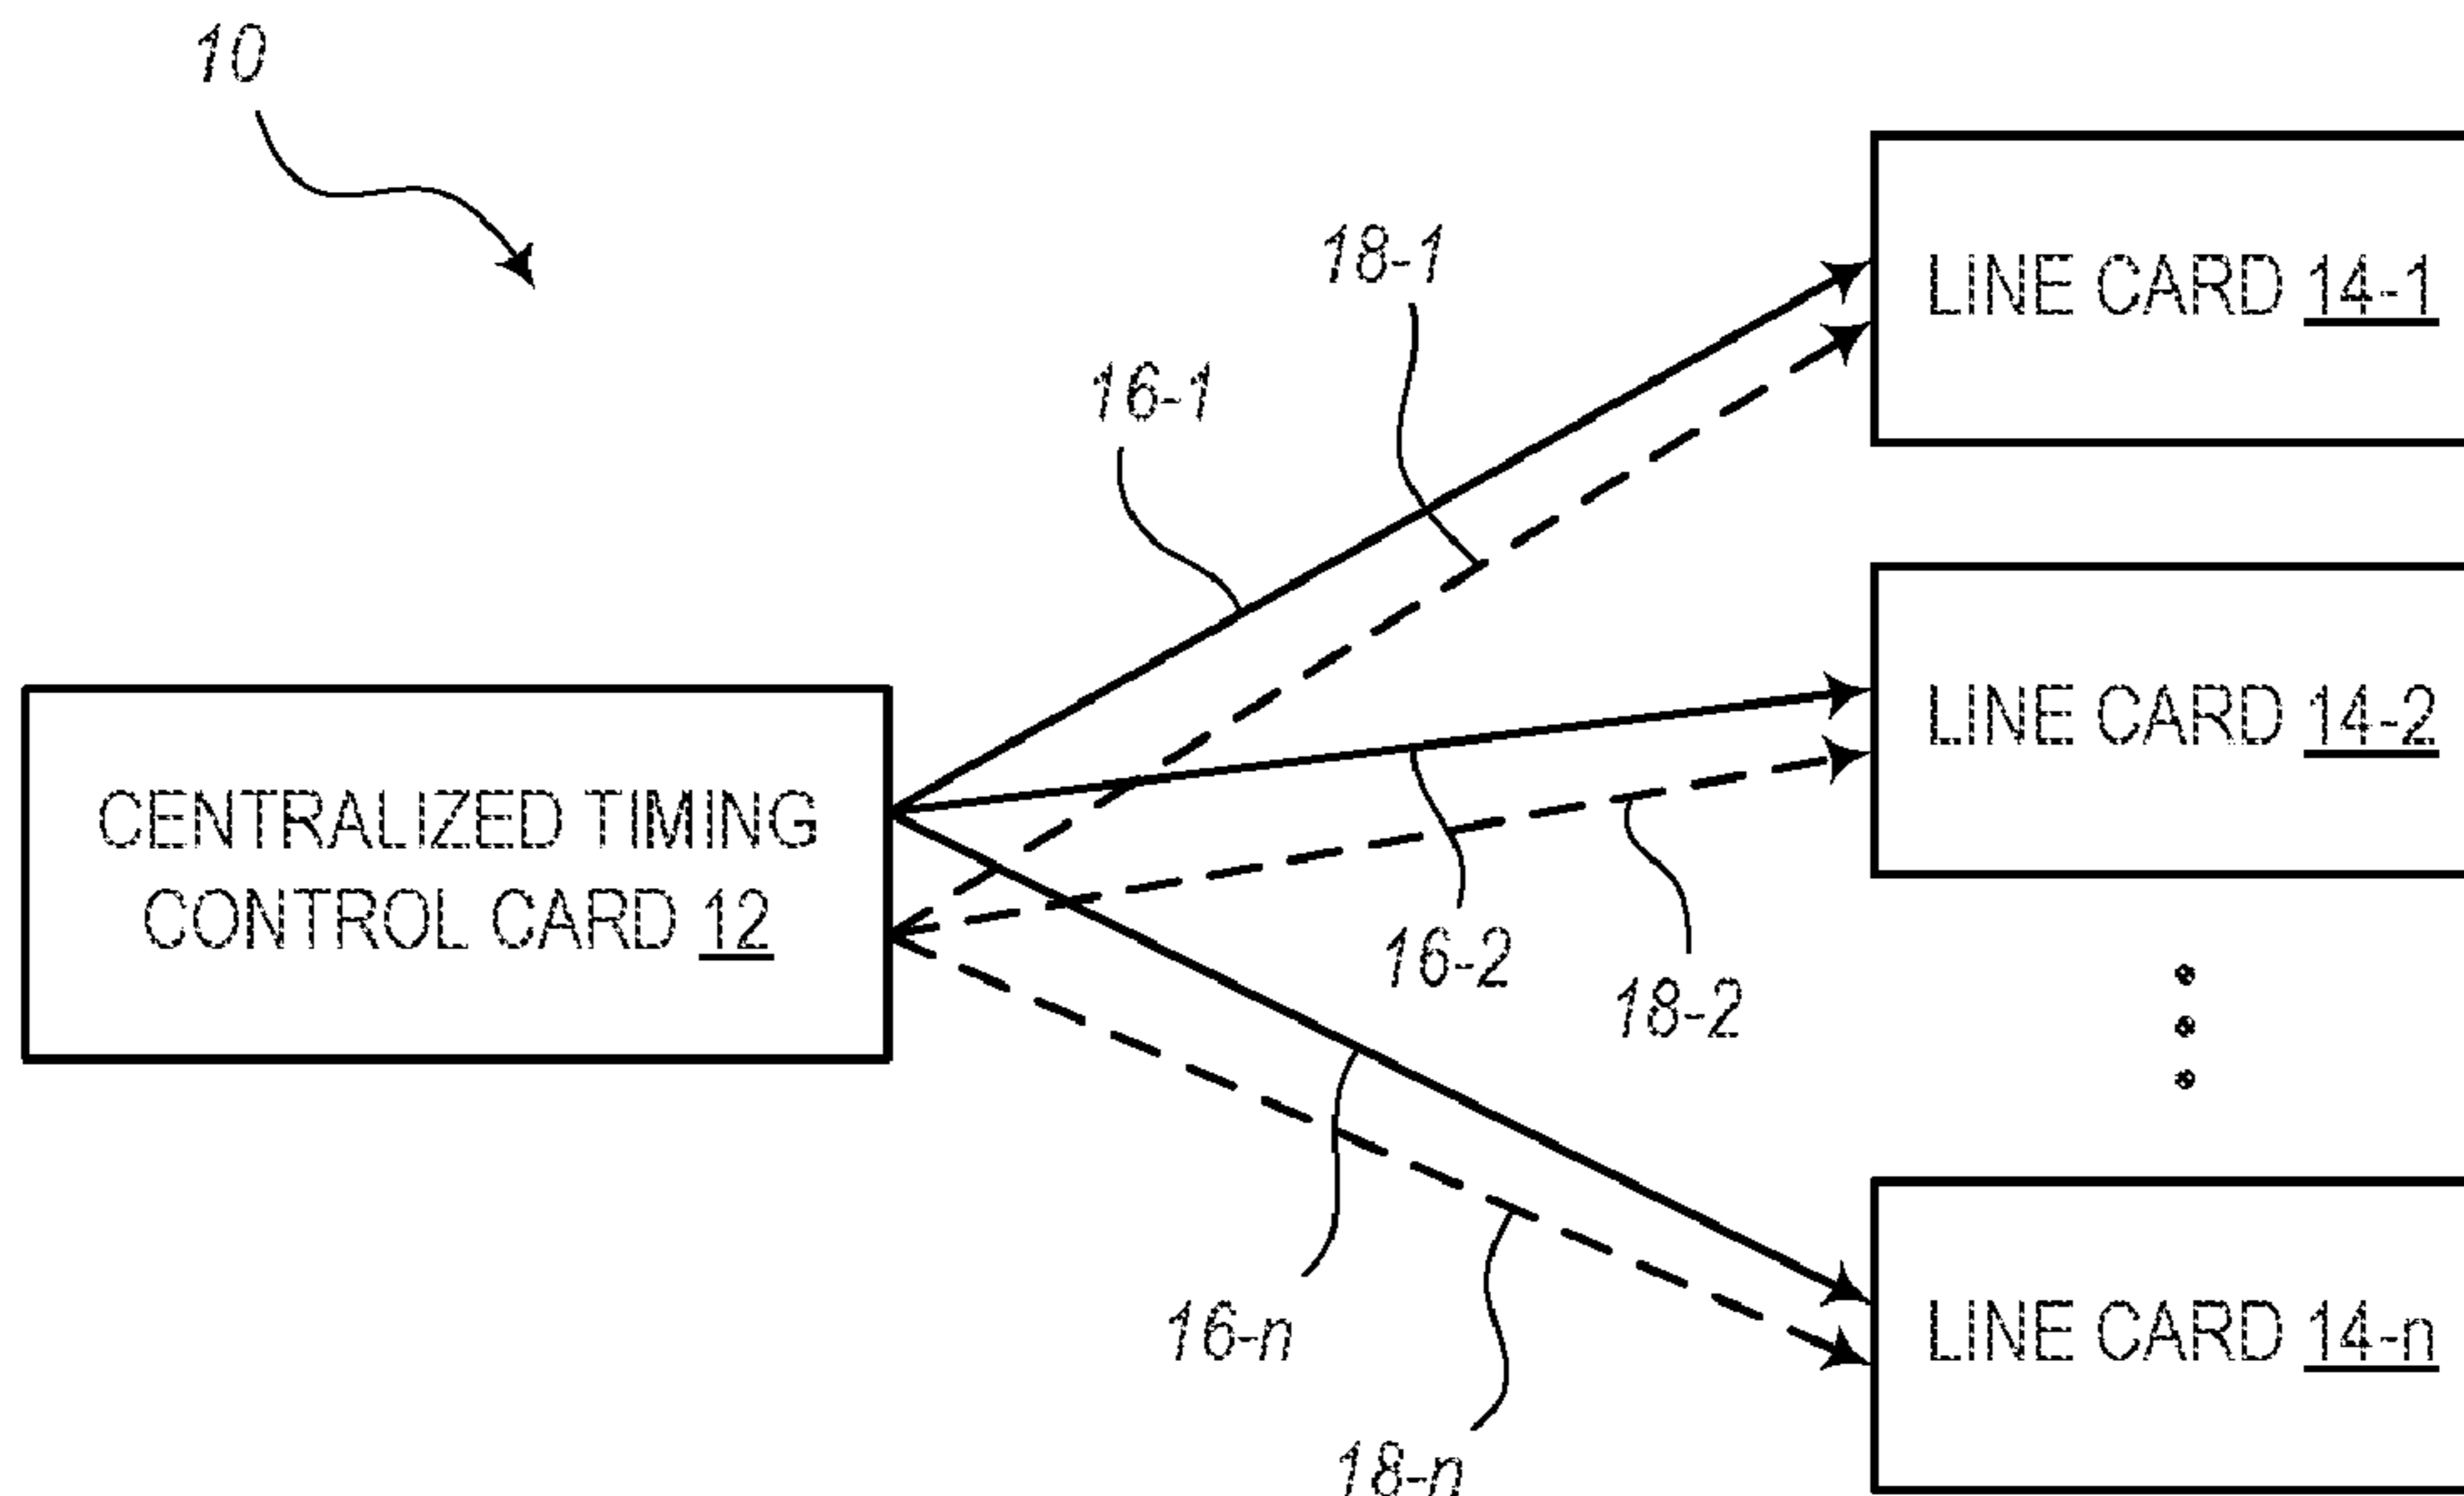 10
18-1
LINE CARD 14-1
16-1
LINE CARD 14-2
CENTRALIZED TIMING
CONTROL CARD 12
16-2
18-2
16-n
LINE CARD 14-n
18-n